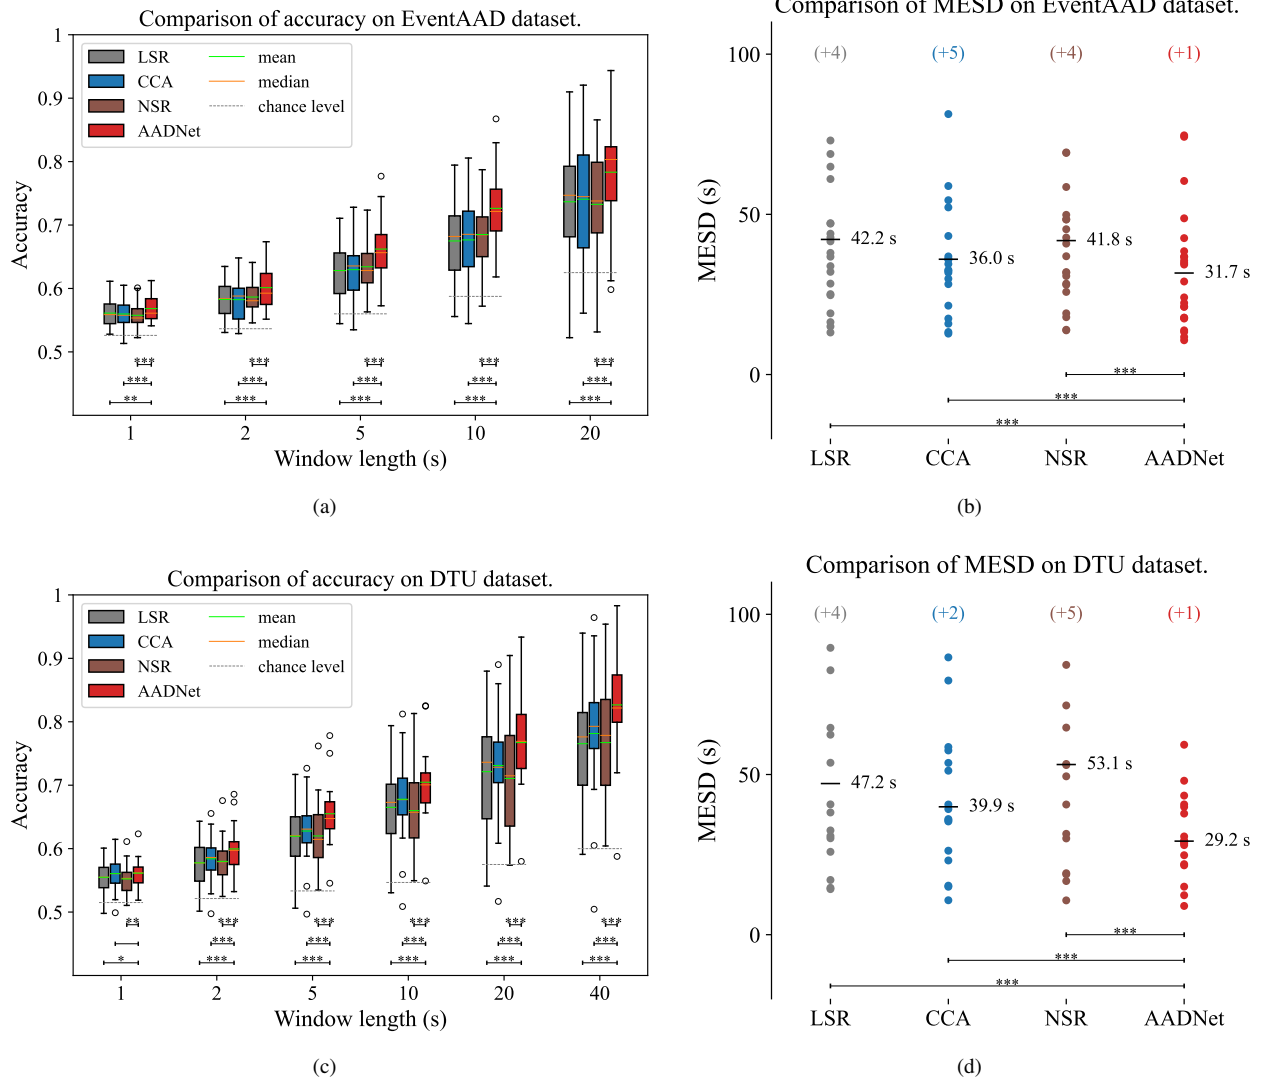 Comparison of accuracy on EventAAD dataset.
Accuracy
1
0.9
0.8
0.7
0.6
0.5
LSR
CCA
NSR
AADNet
mean
median
chance level
***
***
***
***
***
***
***
***
***
***
**
***
***
***
***
1
2
5
10
20
Window length (s)
(a)
Comparison of MESD on EventAAD dataset.
MESD (s)
100
50
0
(+4)
(+5)
(+4)
(+1)
42.2 s
36.0 s
41.8 s
31.7 s
***
***
***
LSR
CCA
NSR
AADNet
(b)
Comparison of accuracy on DTU dataset.
Accuracy
1
0.9
0.8
0.7
0.6
0.5
LSR
CCA
NSR
AADNet
mean
median
chance level
**
***
***
***
***
***
***
***
***
***
***
*
***
***
***
***
***
1
2
5
10
20
40
Window length (s)
(c)
Comparison of MESD on DTU dataset.
MESD (s)
100
50
0
(+4)
(+2)
(+5)
(+1)
47.2 s
39.9 s
53.1 s
29.2 s
***
***
***
LSR
CCA
NSR
AADNet
(d)